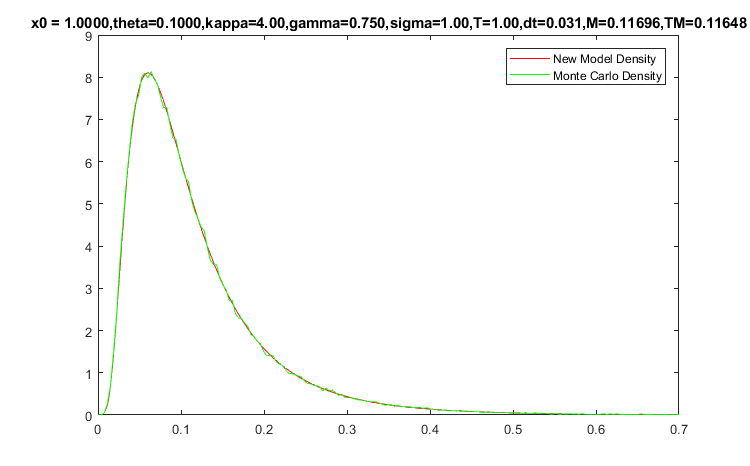 x0 = 1.0000,theta=0.1000,kappa=4.00,gamma=0.750,sigma=1.00,T=1.00,dt=0.031,M=0.11696,TM=0.11648
New Model Density
Monte Carlo Density
9
8
7
6
5
4
3
2
1
0
0 0.1 0.2 0.3 0.4 0.5 0.6 0.7